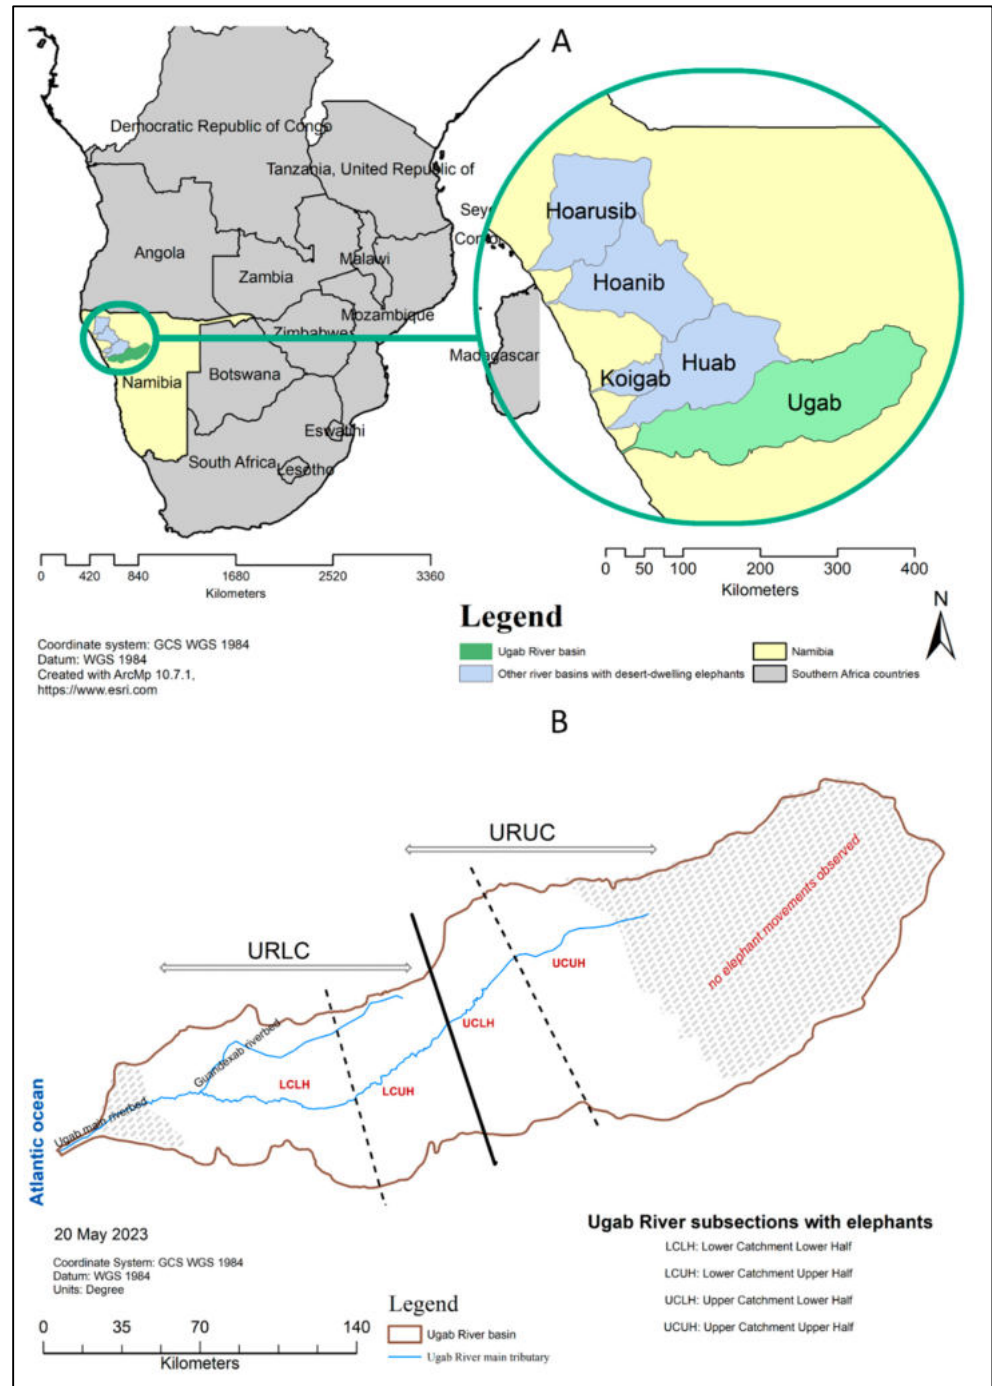 A
Democratic Republic of Congo
Tanzania, United Republic of
Sey
Como
Angola
Malawi
Zambia
Mozambique
Zimbabwe
Madagascar
Botswana
Namibia
Eswatini
South Africa
Lesotho
Hoarusib
Hoanib
Huab
Koigab
Ugab
0 420 840 1680 2520 3360
Kilometers
0 50 100 200 300 400
Kilometers
N
Legend
Ugab River basin
Namibia
Other river basins with desert-dwelling elephants
Southern Africa countries
Coordinate system: GCS WGS 1984
Datum: WGS 1984
Created with ArcMp 10.7.1,
https://www.esri.com
B
URUC
URLC
no elephant movements observed
UCUH
UCLH
LCLH
LCUH
Guandexab riverbed
Ugab main riverbed
Atlantic ocean
20 May 2023
Coordinate System: GCS WGS 1984
Datum: WGS 1984
Units: Degree
0 35 70 140
Kilometers
Legend
Ugab River basin
Ugab River main tributary
Ugab River subsections with elephants
LCLH: Lower Catchment Lower Half
LCUH: Lower Catchment Upper Half
UCLH: Upper Catchment Lower Half
UCUH: Upper Catchment Upper Half